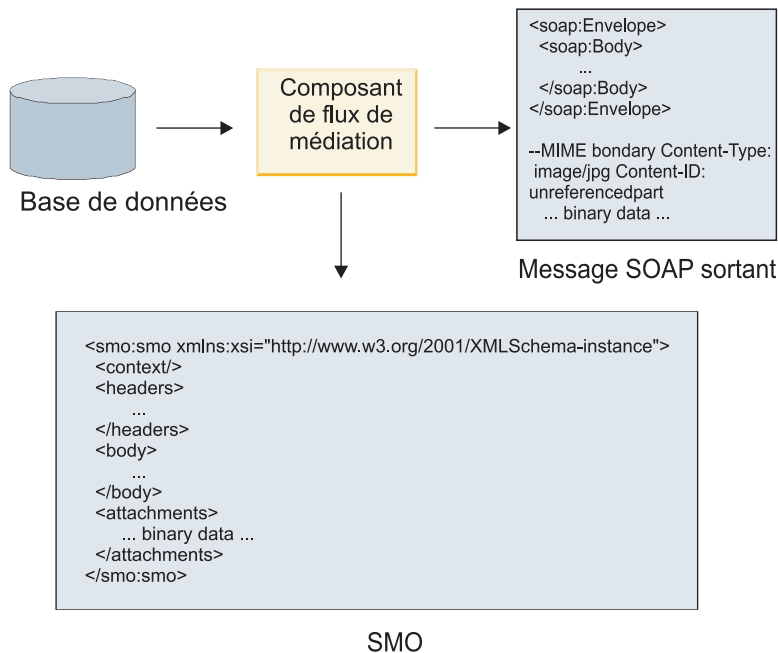 Base de données
Composant
de flux de
médiation
<soap:Envelope>
<soap:Body>
...
</soap:Body>
</soap:Envelope>
--MIME bondary Content-Type:
image/jpg Content-ID:
unreferencedpart
... binary data ...
Message SOAP sortant
<smo:smo xmlns:xsi="http://www.w3.org/2001/XMLSchema-instance">
<context/>
<headers>
...
</headers>
<body>
...
</body>
<attachments>
... binary data ...
</attachments>
</smo:smo>
SMO